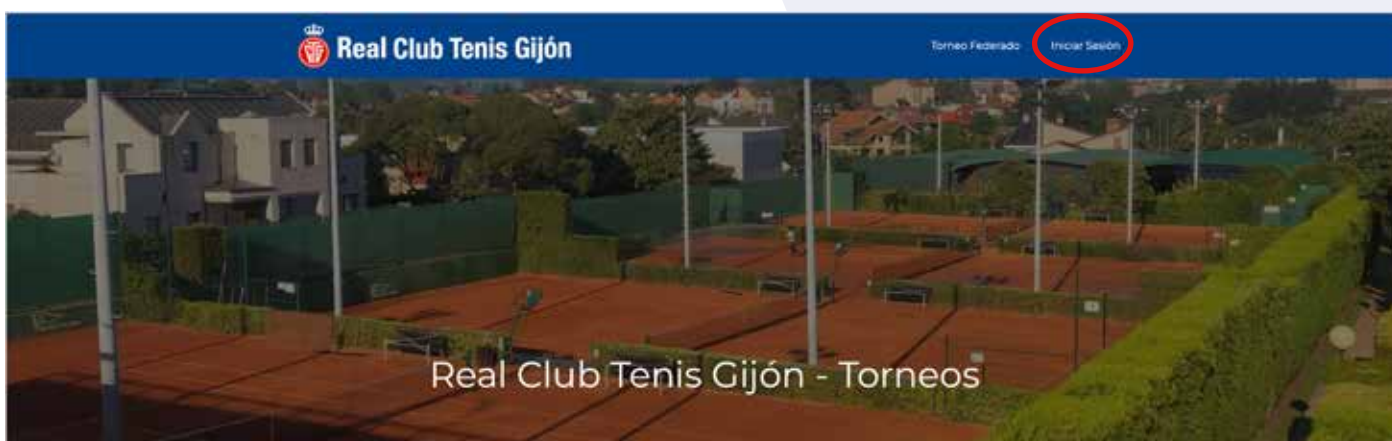 Real Club Tenis Gijón
Torneo Federado
Iniciar Sesión
Real Club Tenis Gijón - Torneos